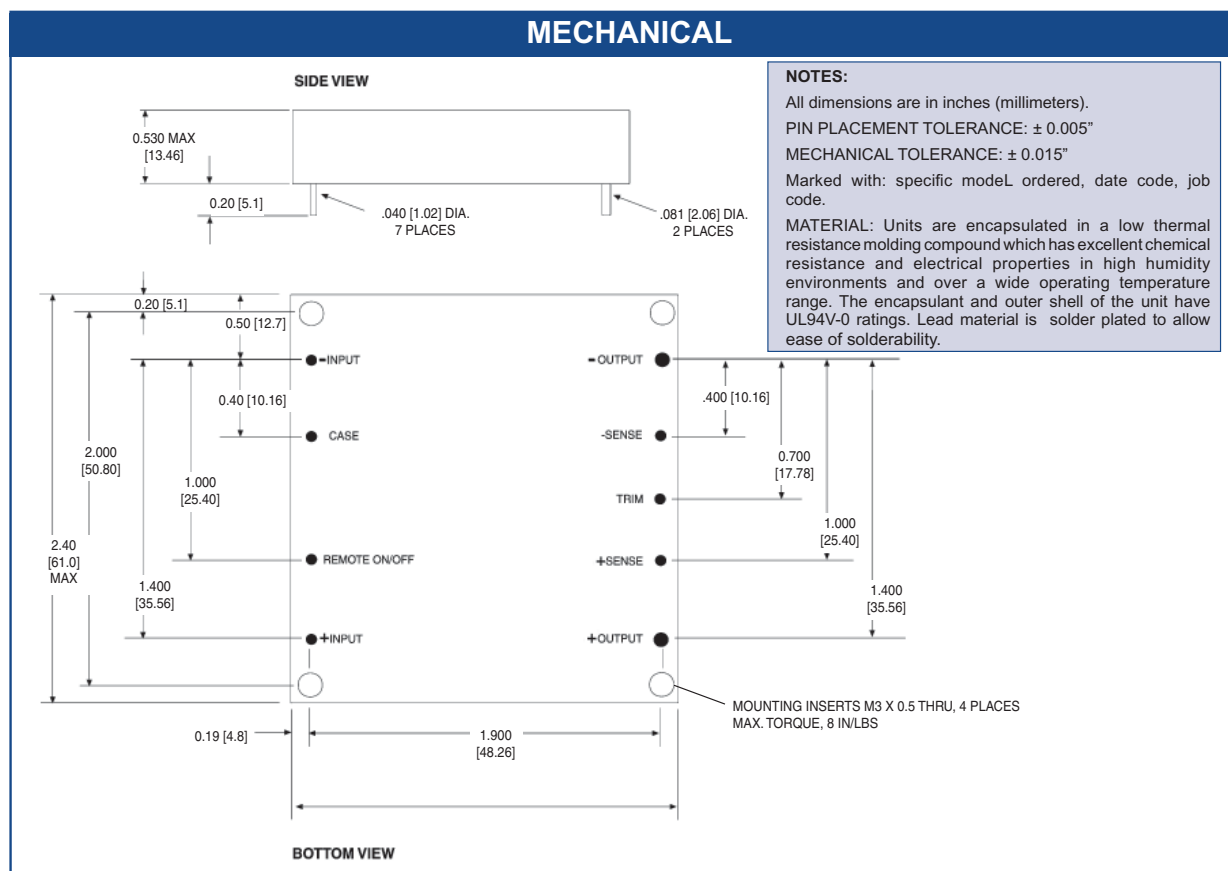 MECHANICAL
SIDE VIEW
0.530 MAX
[13.46]
0.20 [5.1]
.040 [1.02] DIA.
7 PLACES
.081 [2.06] DIA.
2 PLACES
NOTES:
All dimensions are in inches (millimeters).
PIN PLACEMENT TOLERANCE: ± 0.005”
MECHANICAL TOLERANCE: ± 0.015”
Marked with: specific modeL ordered, date code, job
code.
MATERIAL: Units are encapsulated in a low thermal
resistance molding compound which has excellent chemical
resistance and electrical properties in high humidity
environments and over a wide operating temperature
range. The encapsulant and outer shell of the unit have
UL94V-0 ratings. Lead material is solder plated to allow
ease of solderability.
0.20 [5.1]
0.50 [12.7]
-INPUT
-OUTPUT
0.40 [10.16]
.400 [10.16]
CASE
-SENSE
2.000
[50.80]
0.700
[17.78]
1.000
[25.40]
TRIM
1.000
[25.40]
2.40
[61.0]
MAX
REMOTE ON/OFF
+SENSE
1.400
[35.56]
1.400
[35.56]
+INPUT
+OUTPUT
MOUNTING INSERTS M3 X 0.5 THRU, 4 PLACES
MAX. TORQUE, 8 IN/LBS
0.19 [4.8]
1.900
[48.26]
BOTTOM VIEW